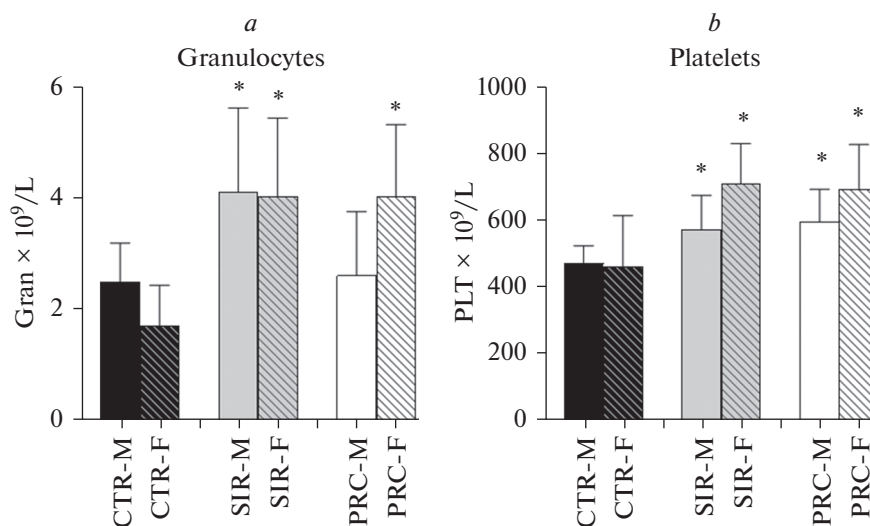 a
Granulocytes
Gran × 10⁹/L
6
4
2
0
*
*
*
CTR-M
CTR-F
SIR-M
SIR-F
PRC-M
PRC-F
b
Platelets
PLT × 10⁹/L
1000
800
600
400
200
0
*
*
*
*
CTR-M
CTR-F
SIR-M
SIR-F
PRC-M
PRC-F